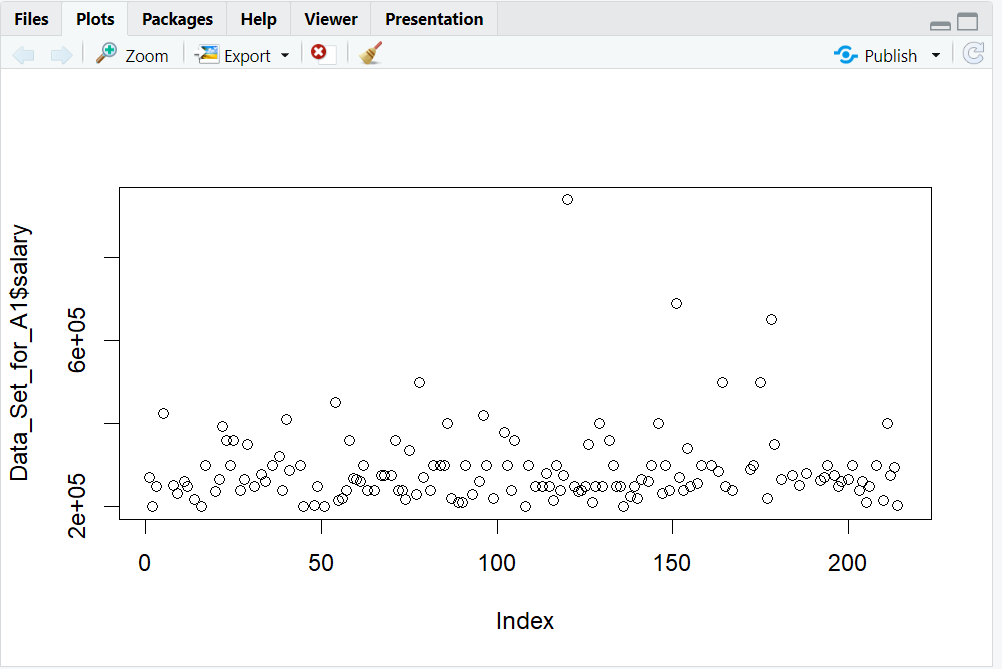 Files Plots Packages Help Viewer Presentation
Zoom Export Publish
Data_Set_for_A1$salary
6e+05
2e+05
0 50 100 150 200
Index